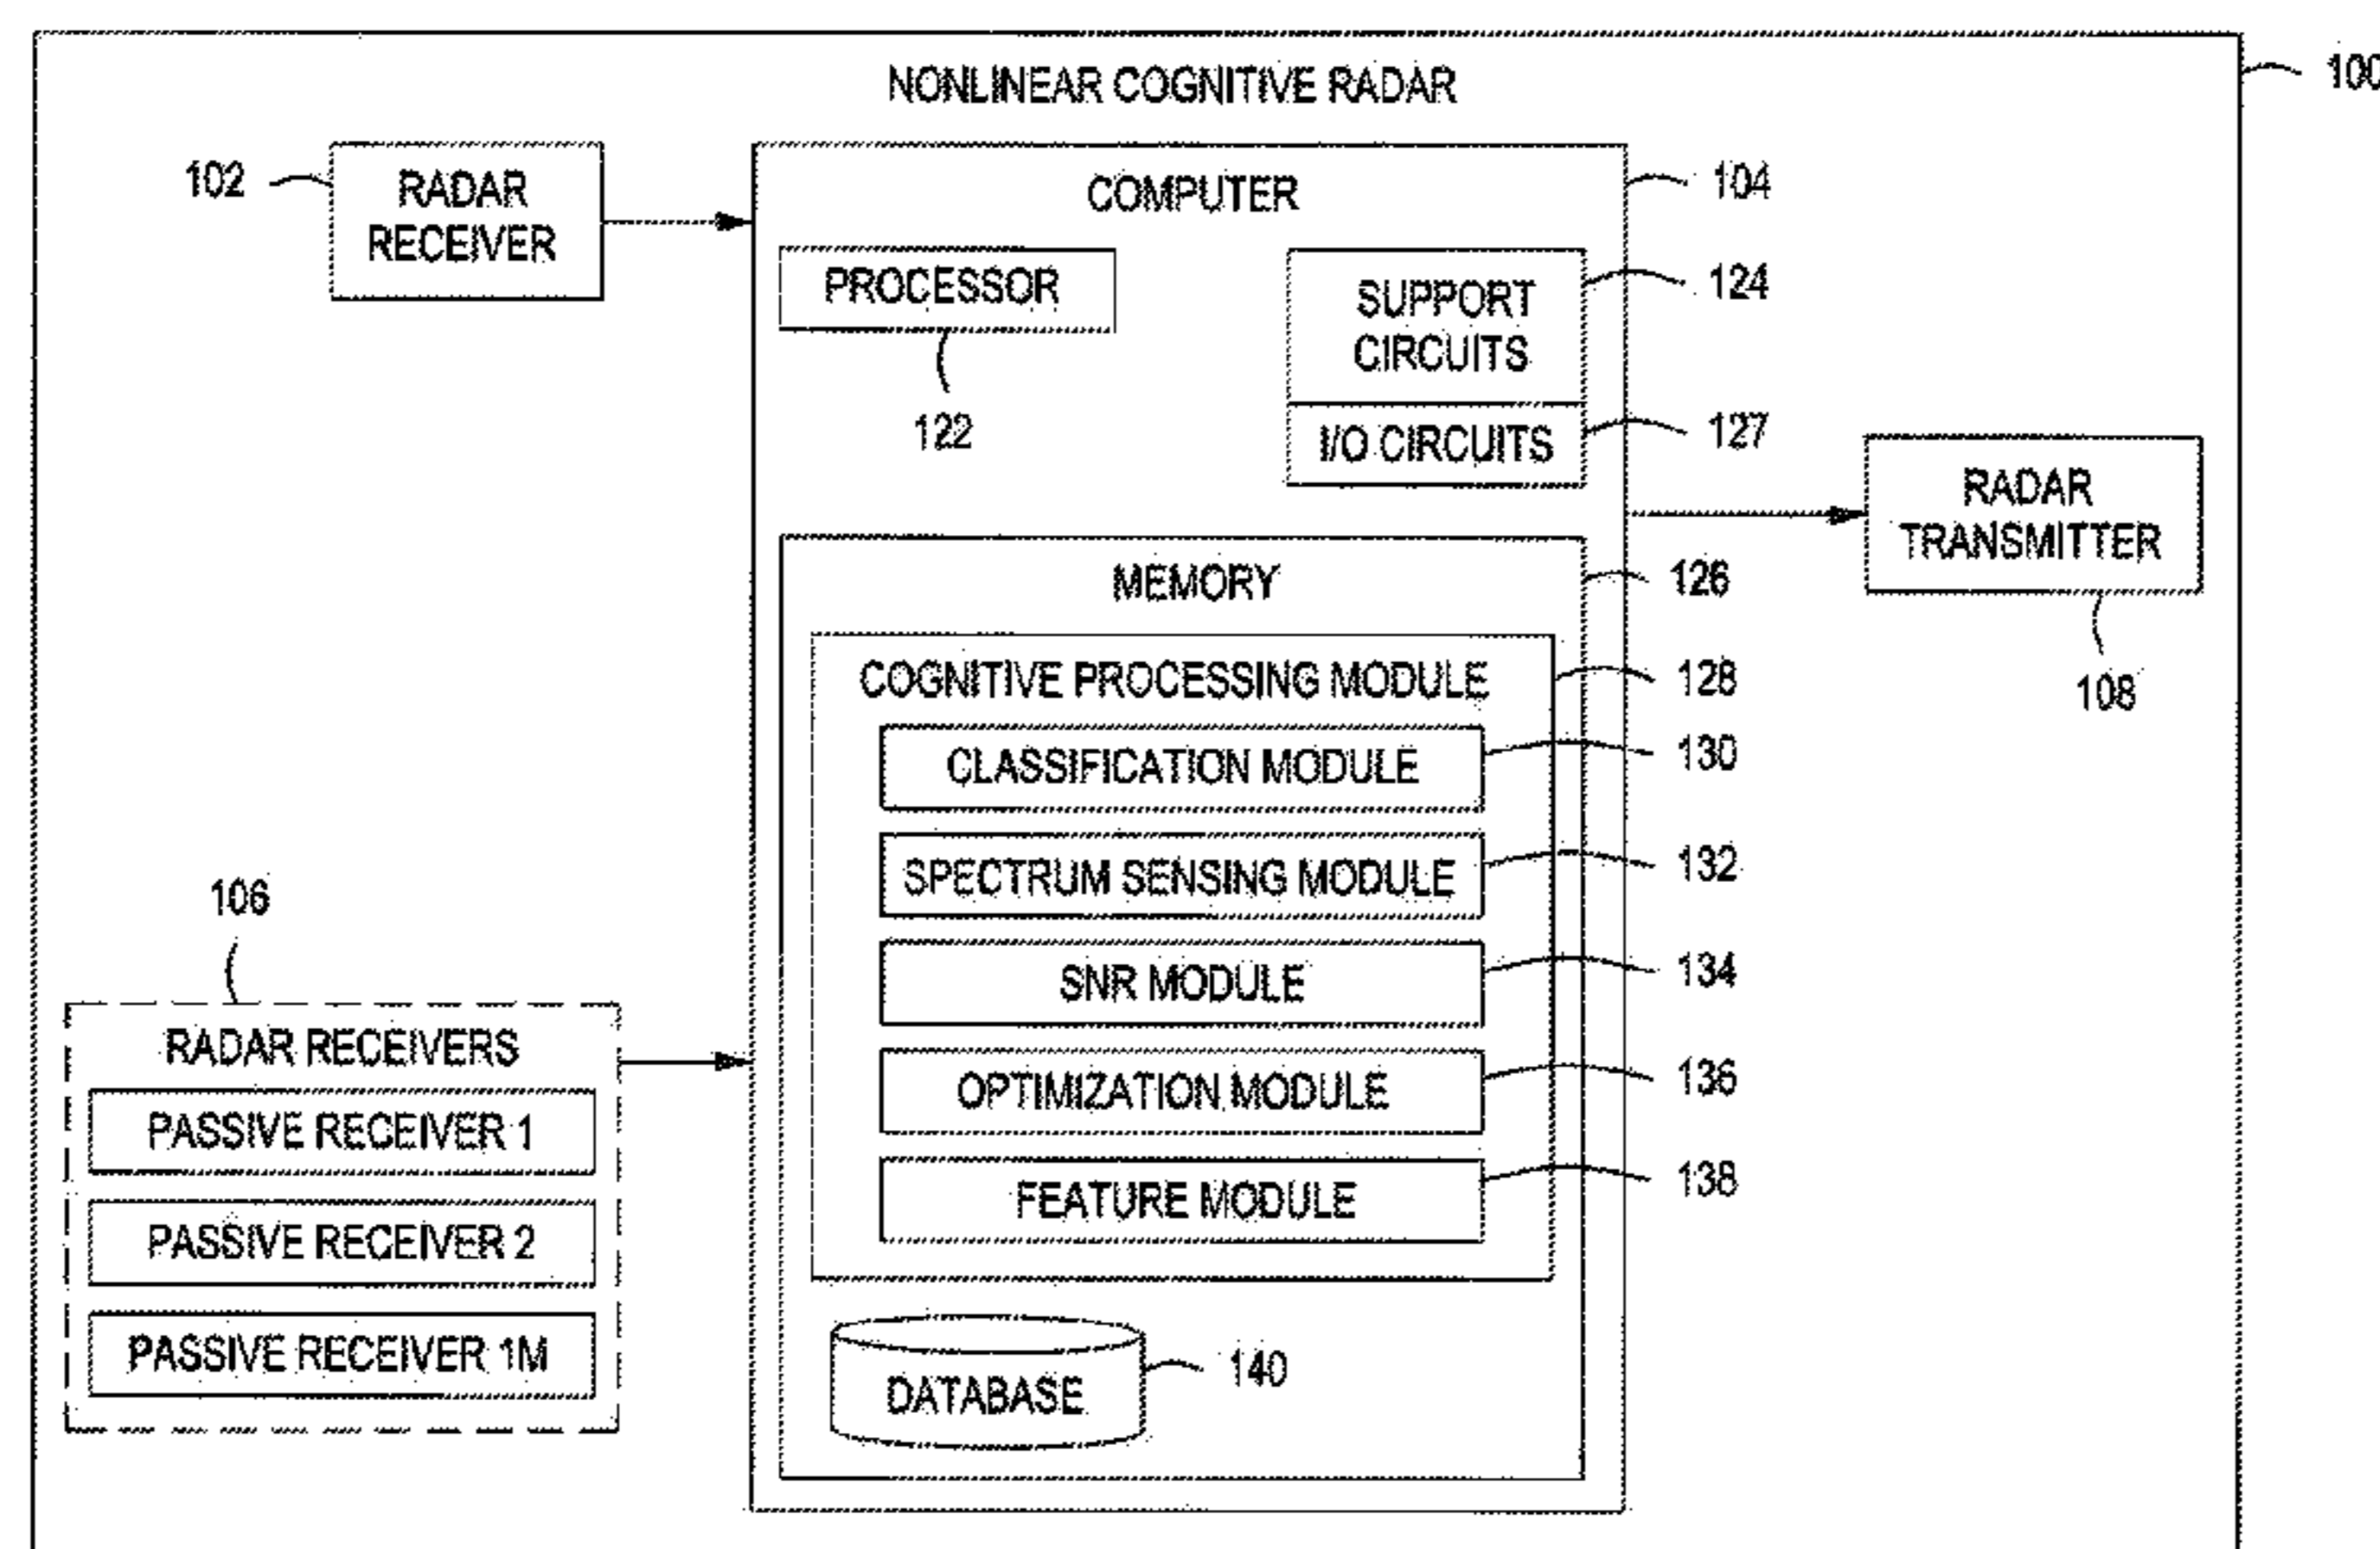 NONLINEAR COGNITIVE RADAR
100
102
RADAR
RECEIVER
COMPUTER
104
PROCESSOR
122
SUPPORT
CIRCUITS
124
I/O CIRCUITS
127
RADAR
TRANSMITTER
108
MEMORY
126
COGNITIVE PROCESSING MODULE
128
CLASSIFICATION MODULE
130
SPECTRUM SENSING MODULE
132
SNR MODULE
134
OPTIMIZATION MODULE
136
FEATURE MODULE
138
106
RADAR RECEIVERS
PASSIVE RECEIVER 1
PASSIVE RECEIVER 2
PASSIVE RECEIVER 1M
DATABASE
140